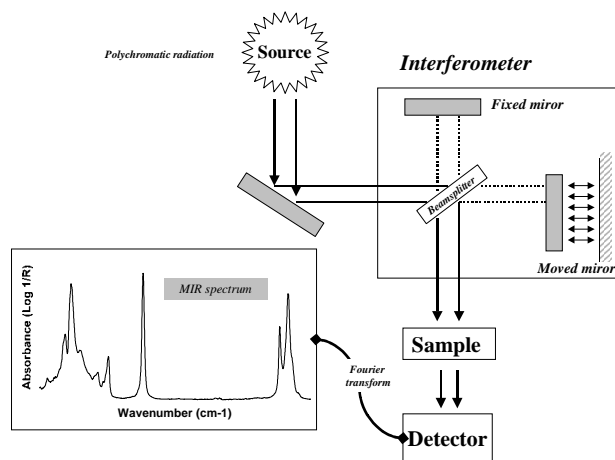 Polychromatic radiation
Source
Interferometer
Fixed miror
Beamsplitter
Moved miror
MIR spectrum
Absorbance (Log 1/R)
Wavenumber (cm-1)
Sample
Fourier
transform
Detector